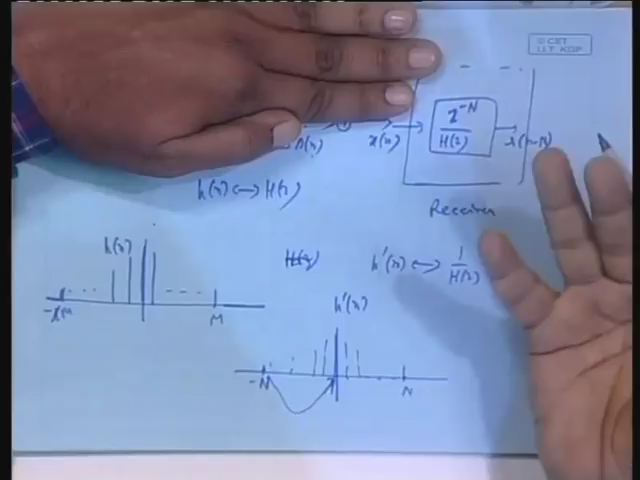 © CET
I.I.T. KGP
z^-N
H(z)
x(n)
h(n) ↔ H(z)
Receiver
h(n)
h'(n) ↔ 1/H(z)
-M
M
h'(n)
-N
N